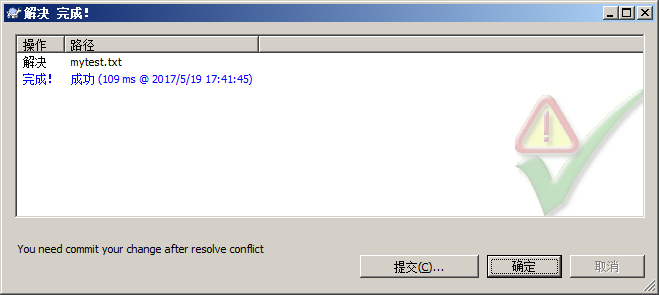 解决 完成!
操作 路径
解决 mytest.txt
完成! 成功 (109 ms @ 2017/5/19 17:41:45)
You need commit your change after resolve conflict
提交(C)... 确定 取消